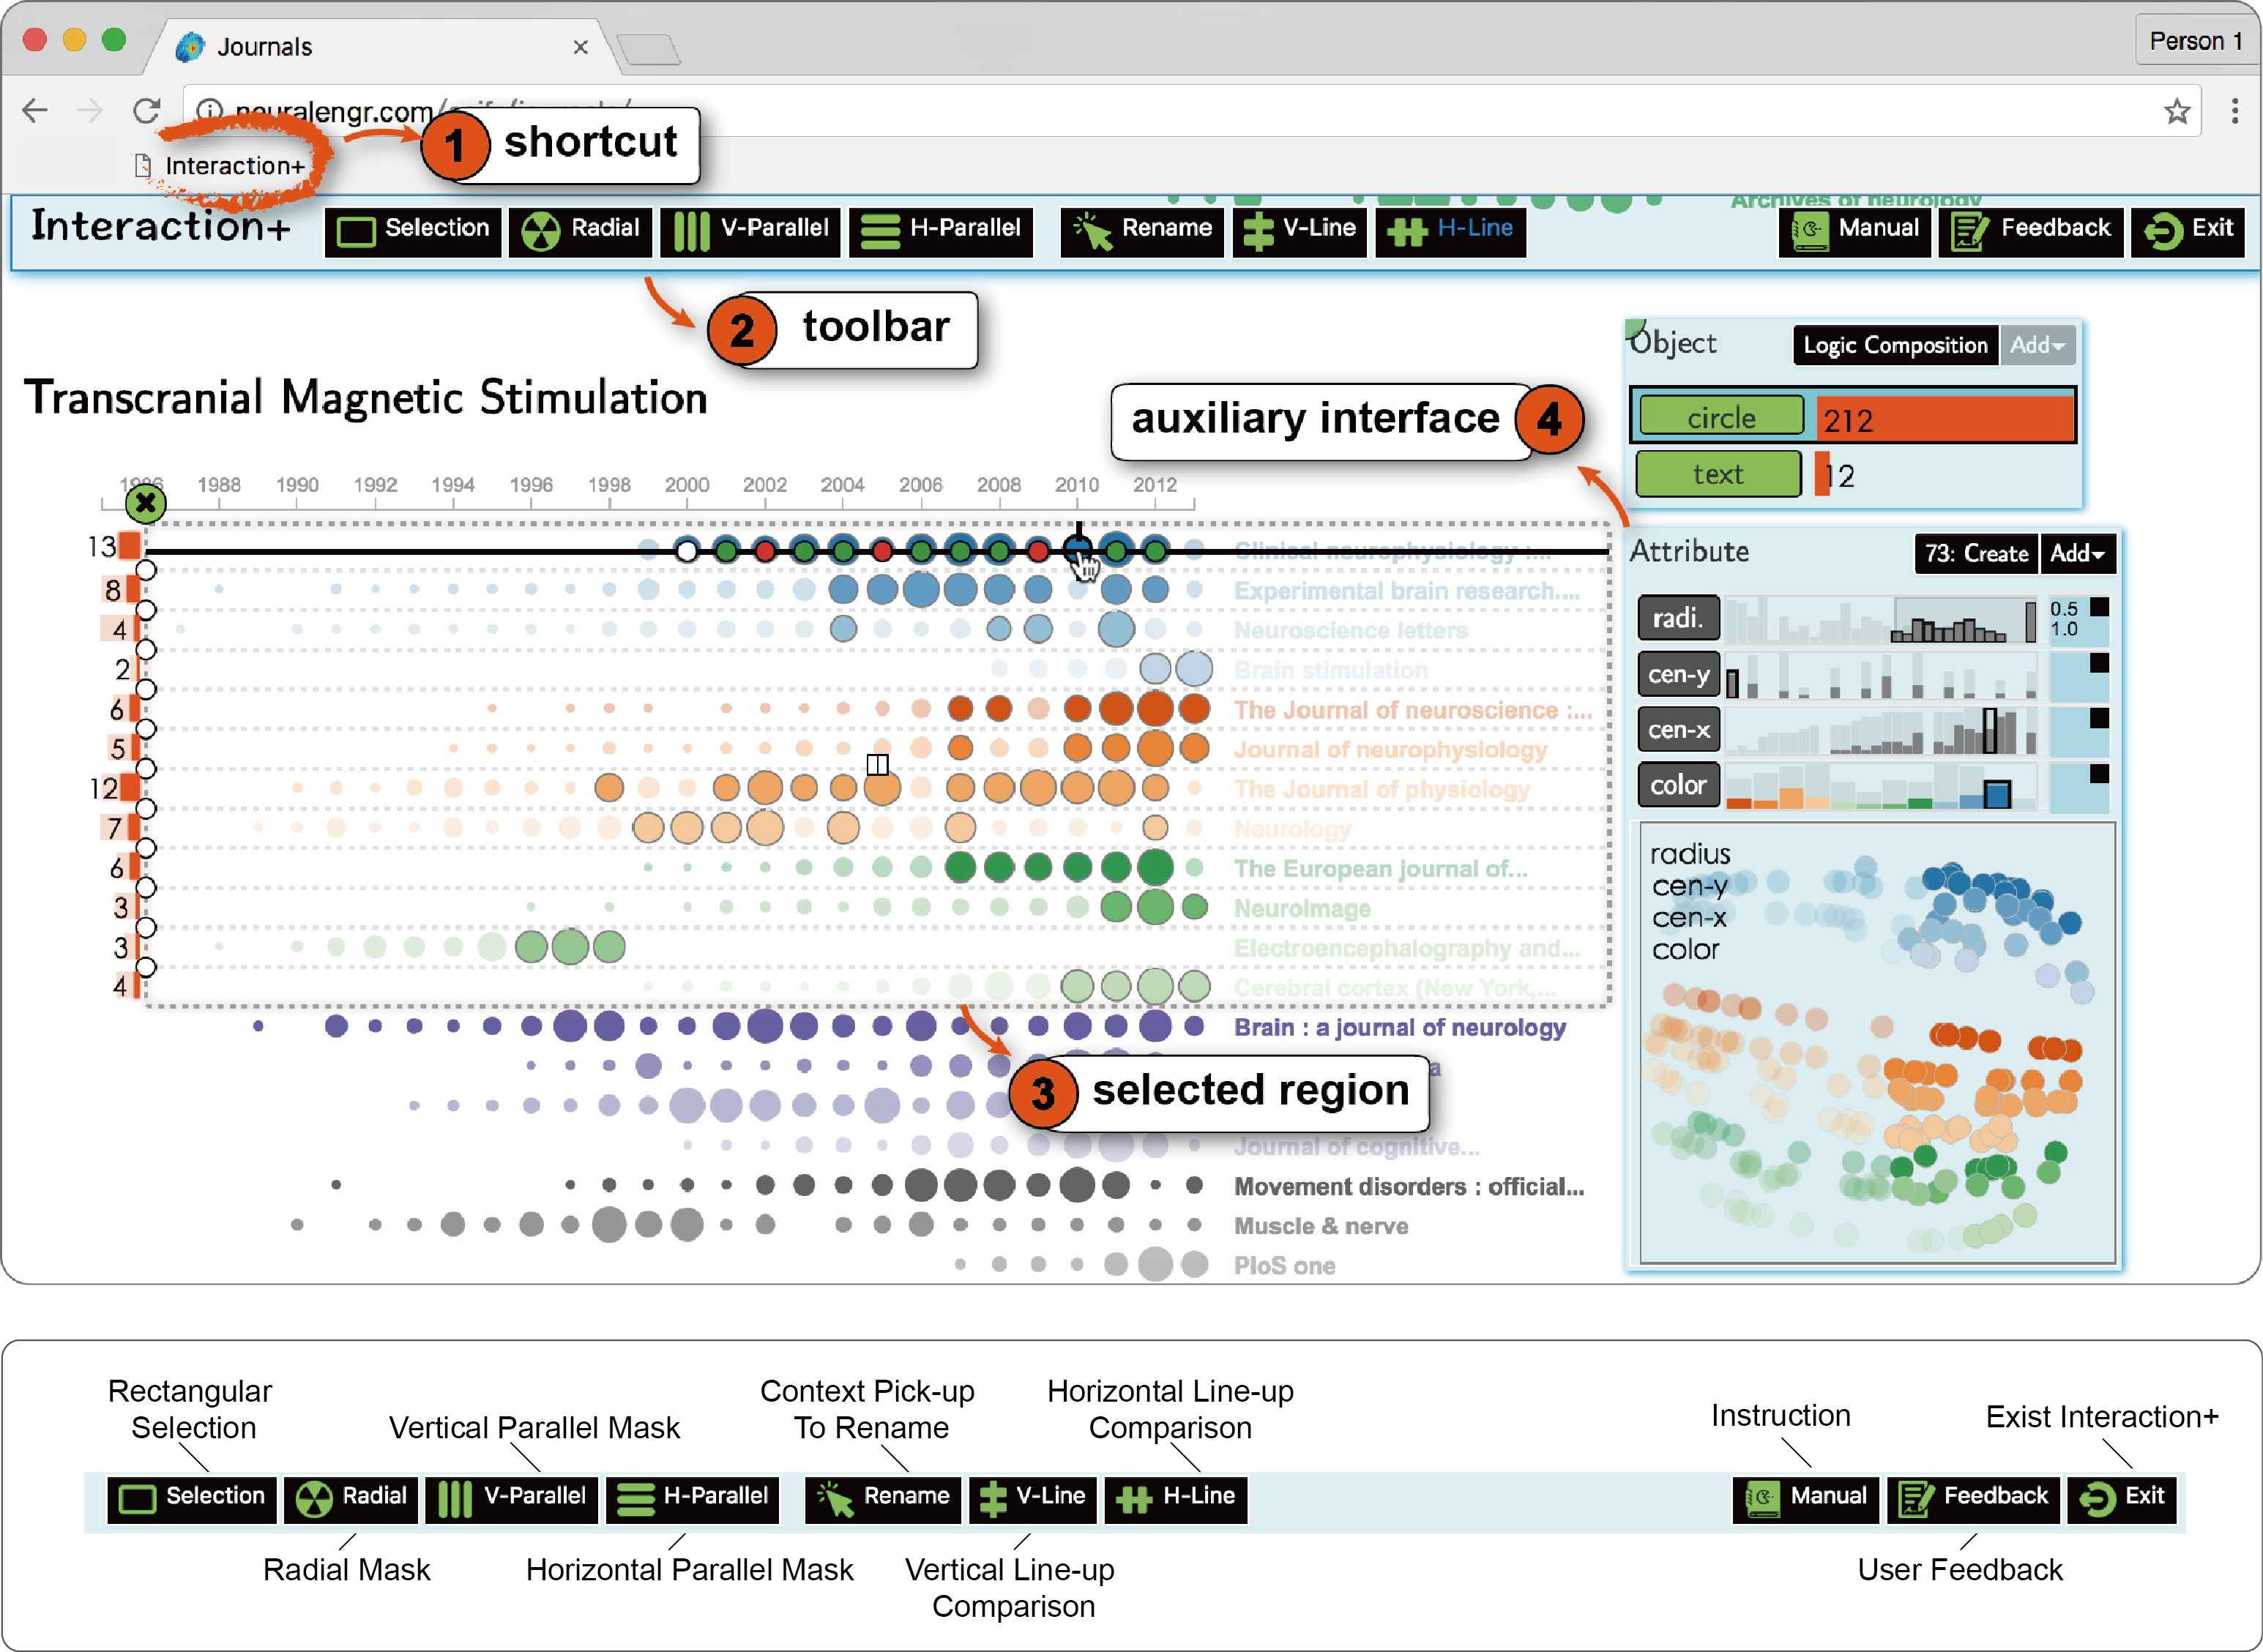 Journals
Person 1
neuralengr.com/
1 shortcut
Interaction+
Archives of neurology
Interaction+ Selection Radial V-Parallel H-Parallel Rename V-Line H-Line Manual Feedback Exit
2 toolbar
Object Logic Composition Add
circle 212
text 12
Transcranial Magnetic Stimulation
auxiliary interface 4
1988 1990 1992 1994 1996 1998 2000 2002 2004 2006 2008 2010 2012
13 Clinical neurophysiology :...
8 Experimental brain research....
4 Neuroscience letters
2 Brain stimulation
6 The Journal of neuroscience :...
5 Journal of neurophysiology
12 The Journal of physiology
7 Neurology
6 The European journal of...
3 NeuroImage
3 Electroencephalography and...
4 Cerebral cortex (New York,...
Brain : a journal of neurology
a
3 selected region
Journal of cognitive...
Movement disorders : official...
Muscle & nerve
PloS one
Attribute 73: Create Add
radi. 0.5
1.0
cen-y
cen-x
color
radius
cen-y
cen-x
color
Rectangular
Selection
Vertical Parallel Mask
Context Pick-up
To Rename
Horizontal Line-up
Comparison
Instruction
Exist Interaction+
Selection Radial V-Parallel H-Parallel Rename V-Line H-Line Manual Feedback Exit
Radial Mask
Horizontal Parallel Mask
Vertical Line-up
Comparison
User Feedback